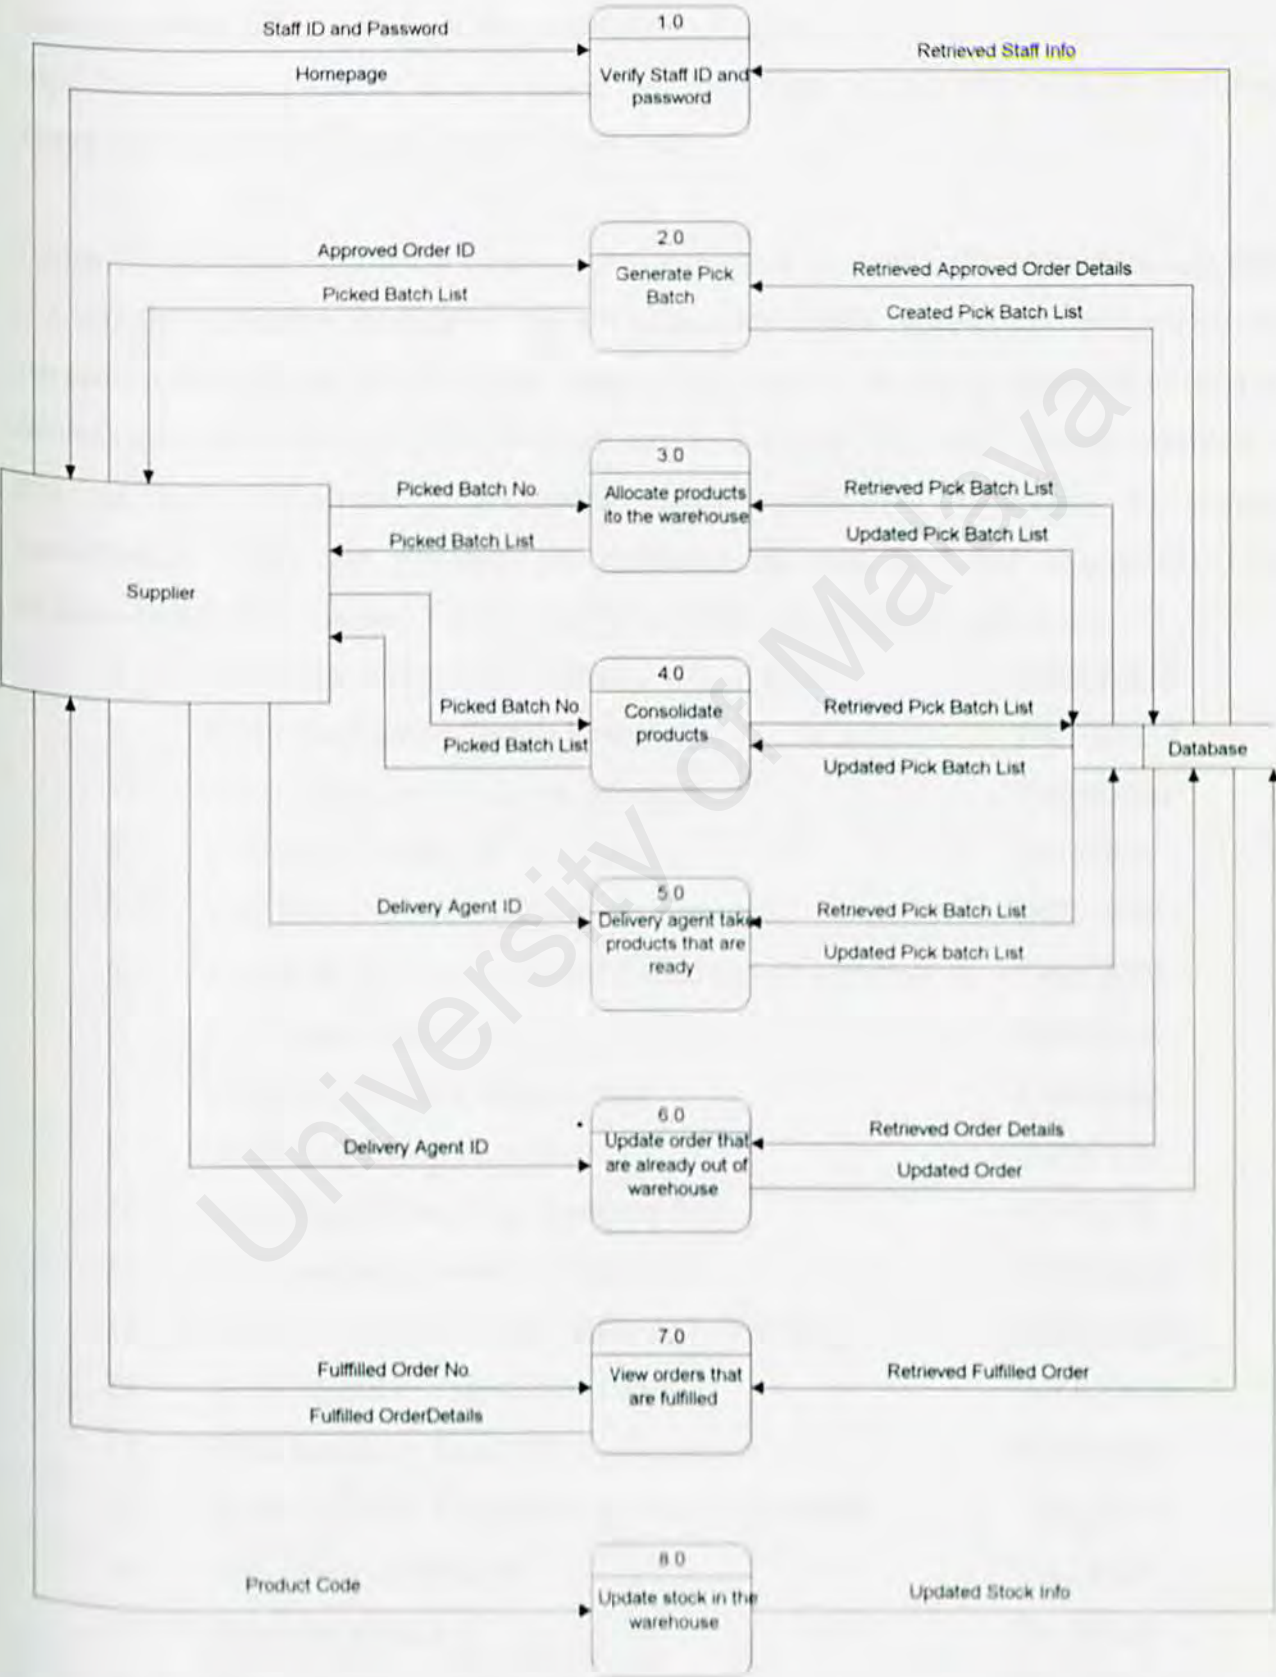 Staff ID and Password
Homepage
1.0
Verify Staff ID and
password
Retrieved Staff Info
Approved Order ID
Picked Batch List
2.0
Generate Pick
Batch
Retrieved Approved Order Details
Created Pick Batch List
Picked Batch No.
Picked Batch List
3.0
Allocate products
ito the warehouse
Retrieved Pick Batch List
Updated Pick Batch List
Supplier
Picked Batch No
Picked Batch List
4.0
Consolidate
products
Retrieved Pick Batch List
Updated Pick Batch List
Database
Delivery Agent ID
5.0
Delivery agent take
products that are
ready
Retrieved Pick Batch List
Updated Pick batch List
Delivery Agent ID
6.0
Update order that
are already out of
warehouse
Retrieved Order Details
Updated Order
Fulffilled Order No.
Fulfilled OrderDetails
7.0
View orders that
are fulfilled
Retrieved Fulfilled Order
Product Code
8.0
Update stock in the
warehouse
Updated Stock Info
University of Malaya